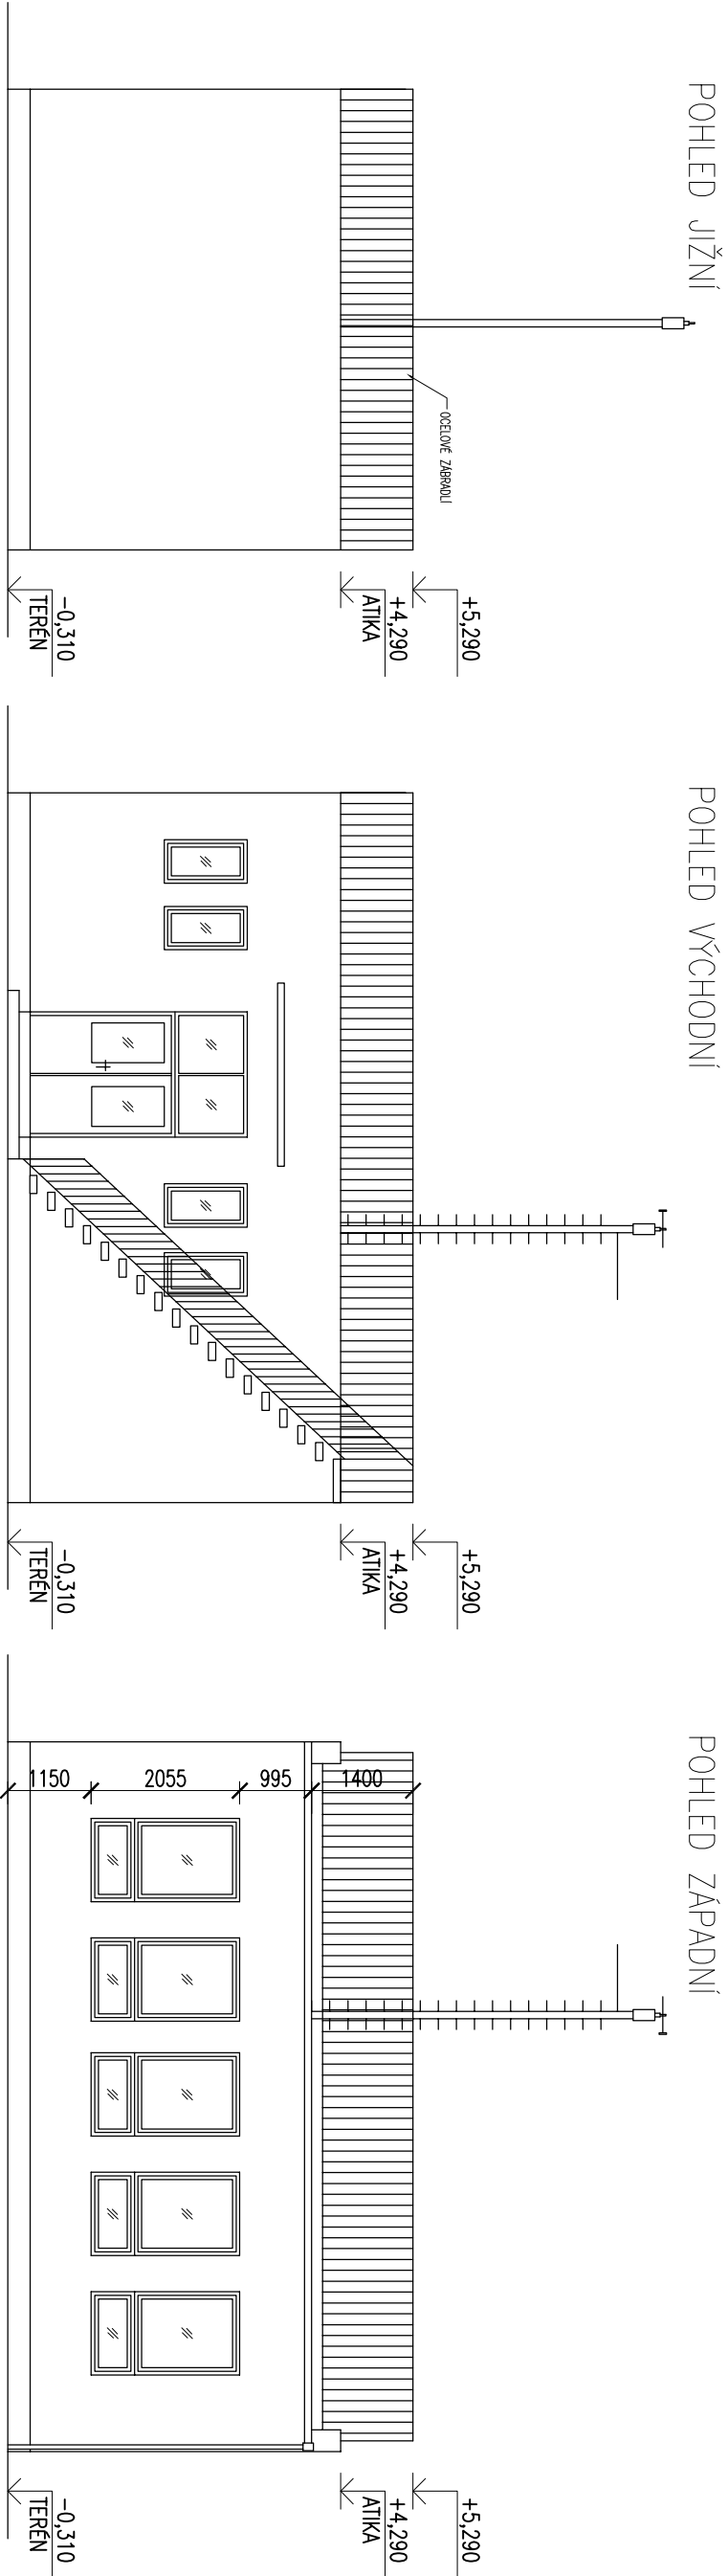 POHLED JIŽNÍ
OCELOVÉ ZÁBRADLÍ
+5,290
+4,290
ATIKA
-0,310
TERÉN
POHLED VÝCHODNÍ
+5,290
+4,290
ATIKA
-0,310
TERÉN
POHLED ZÁPADNÍ
1400
995
2055
1150
+5,290
+4,290
ATIKA
-0,310
TERÉN